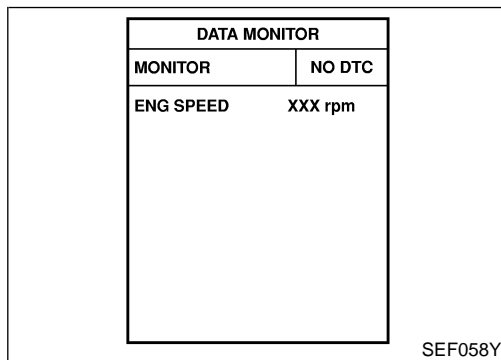 DATA MONITOR
MONITOR NO DTC
ENG SPEED XXX rpm
SEF058Y